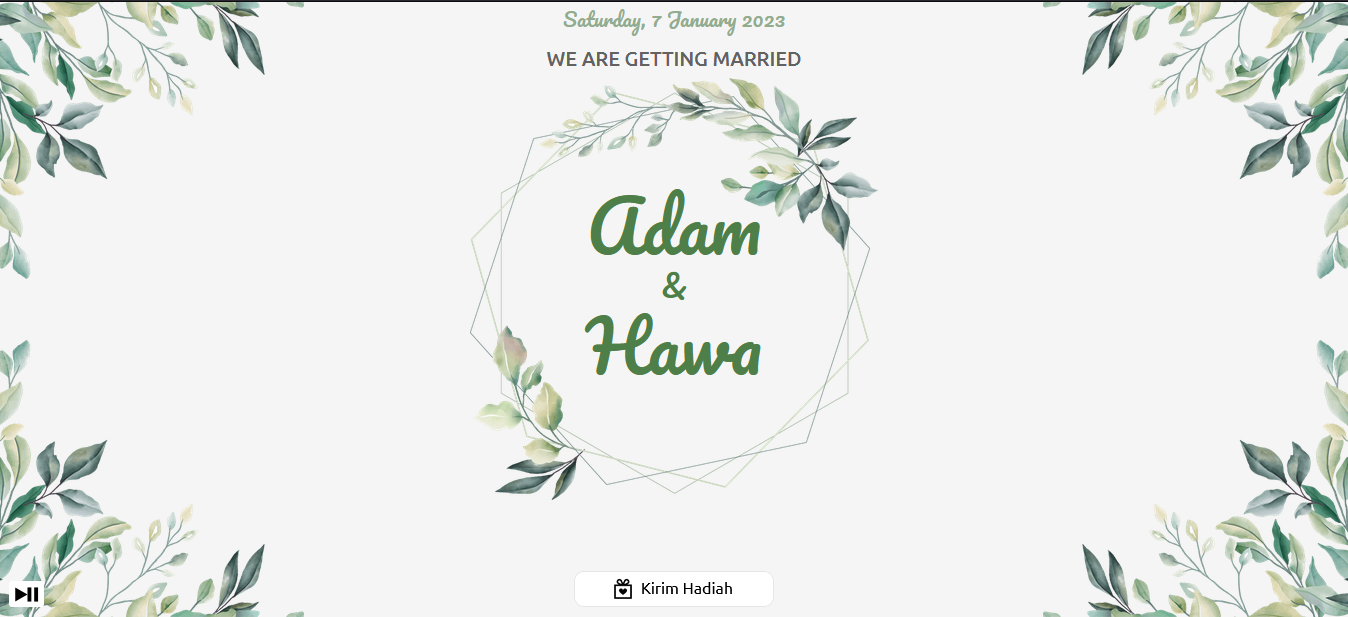 Saturday, 7 January 2023
WE ARE GETTING MARRIED
Adam
&
Hawa
Kirim Hadiah